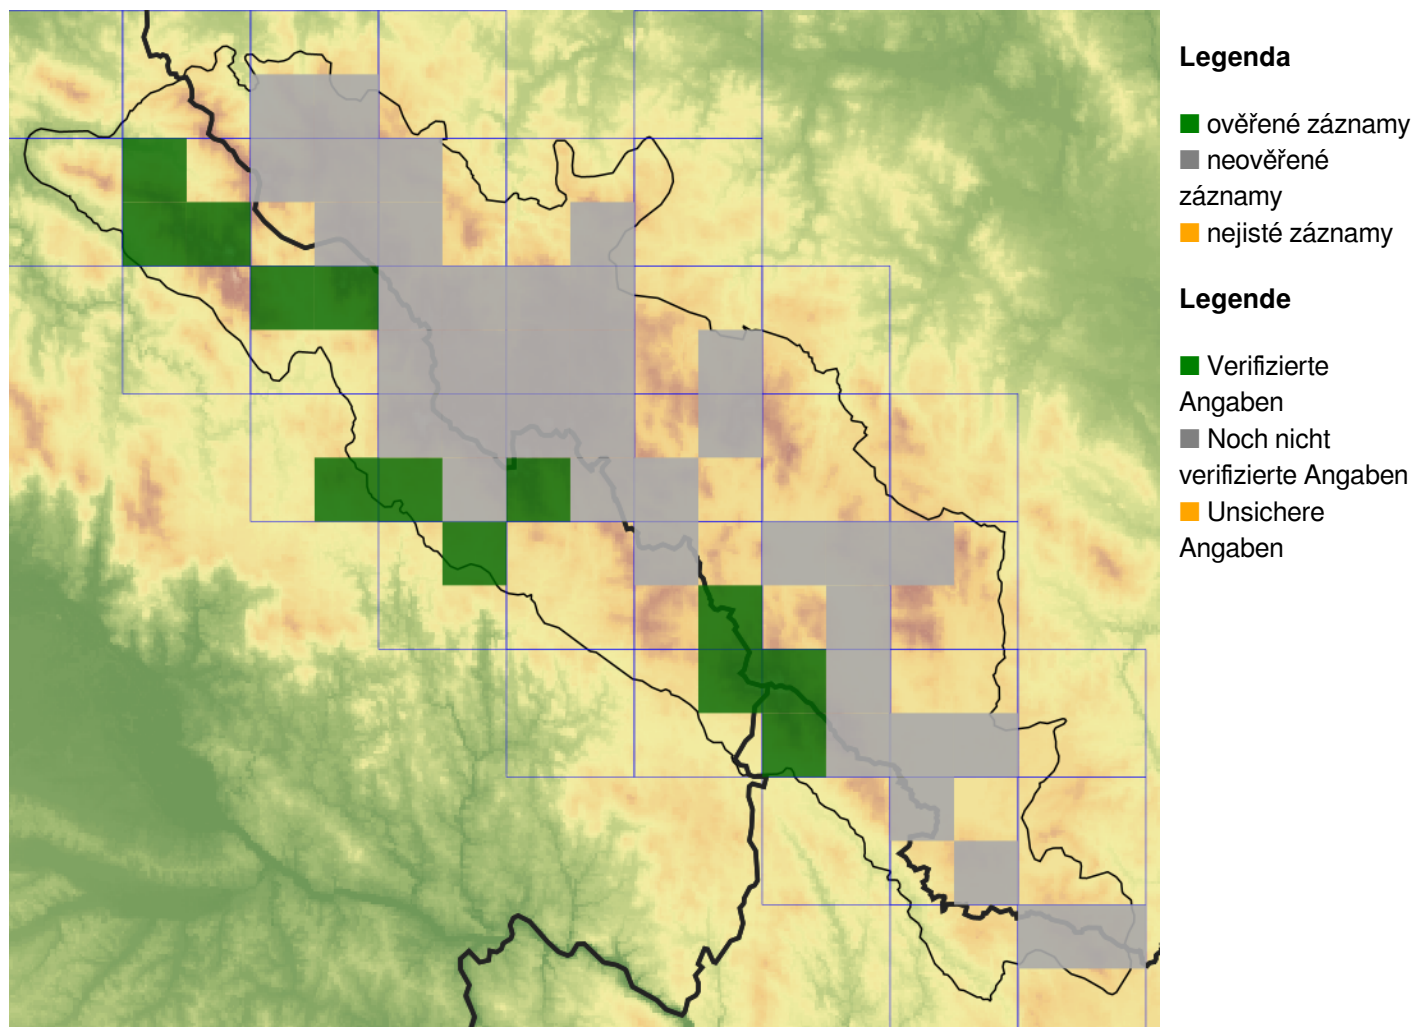 Legenda
ověřené záznamy
neověřené
záznamy
nejisté záznamy
Legende
Verifizierte
Angaben
Noch nicht
verifizierte Angaben
Unsichere
Angaben